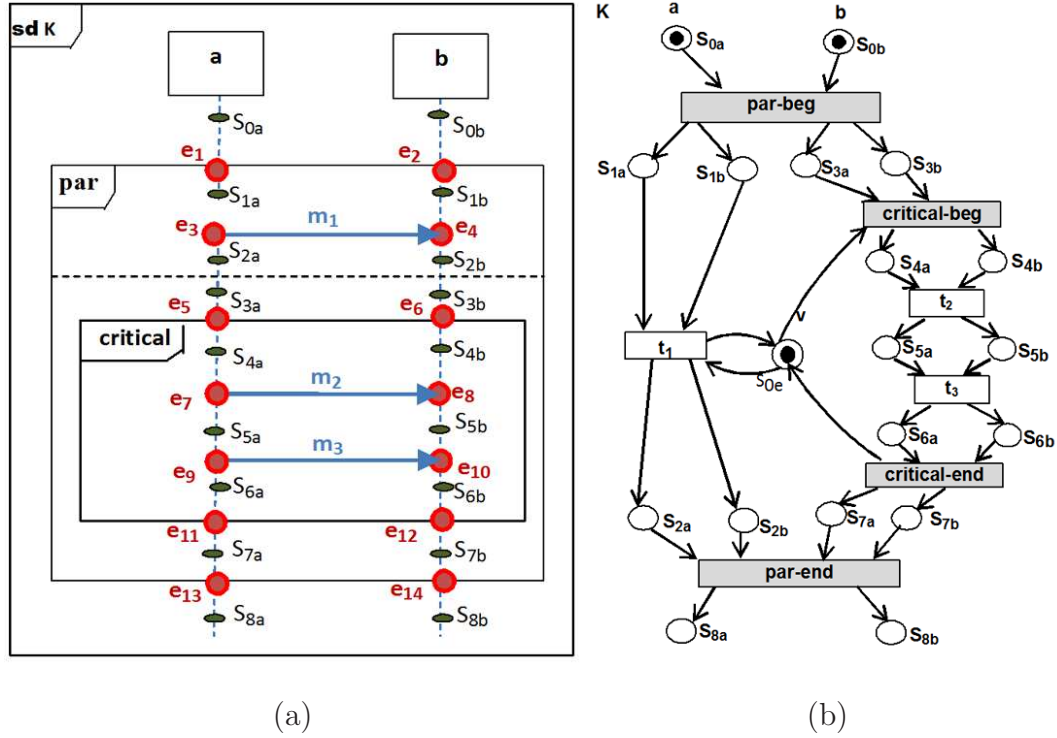 sd K
a
b
S0a
S0b
e1
e2
par
S1a
S1b
m1
e3
e4
S2a
S2b
S3a
S3b
e5
e6
critical
S4a
S4b
m2
e7
e8
S5a
S5b
m3
e9
e10
S6a
S6b
e11
e12
S7a
S7b
e13
e14
S8a
S8b
(a)
K
a
b
S0a
S0b
par-beg
S1a
S1b
S3a
S3b
critical-beg
S4a
S4b
t2
v
t1
S0e
S5a
S5b
t3
S6a
S6b
critical-end
S2a
S2b
S7a
S7b
par-end
S8a
S8b
(b)